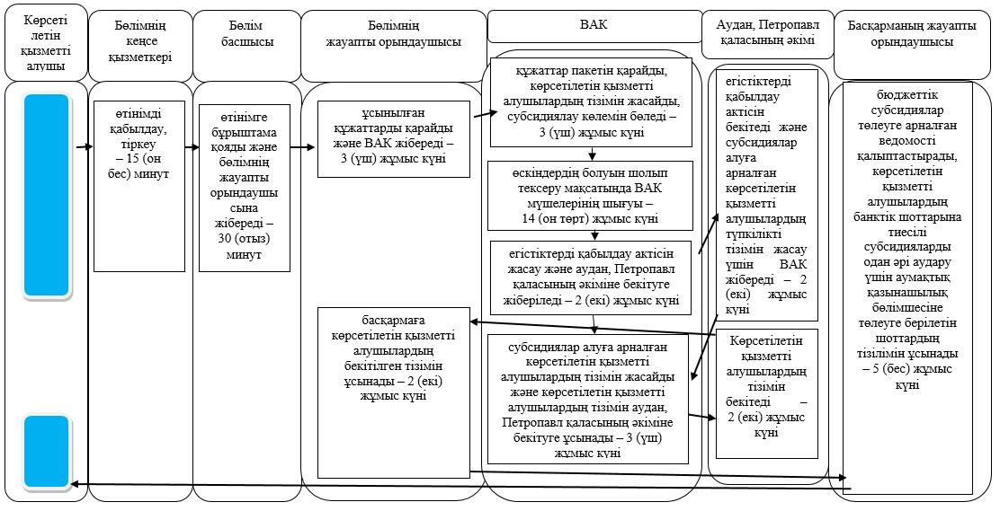 Көрсеті
летін
қызметті
алушы
Бөлімнің
кеңсе
қызметкері
Бөлім
басшысы
Бөлімнің
жауапты орындаушысы
ВАК
Аудан, Петропавл
қаласының әкімі
Басқарманың жауапты
орындаушысы
өтінімді
қабылдау,
тіркеу
– 15 (он
бес) минут
өтінімге
бұрыштама
қояды және
бөлімнің
жауапты
орындаушы
сына
жібереді –
30 (отыз)
минут
ұсынылған
құжаттарды қарайды
және ВАК жібереді –
3 (үш) жұмыс күні
басқармаға
көрсетілетін қызметті
алушылардың
бекітілген тізімін
ұсынады – 2 (екі)
жұмыс күні
құжаттар пакетін қарайды,
көрсетілетін қызметті
алушылардың тізімін жасайды,
субсидиялау көлемін бөледі –
3 (үш) жұмыс күні
өскіндердің болуын шолып
тексеру мақсатында ВАК
мүшелерінің шығуы –
14 (он төрт) жұмыс күні
егістіктерді қабылдау актісін
жасау және аудан, Петропавл
қаласының әкіміне бекітуге
жіберіледі – 2 (екі) жұмыс күні
субсидиялар алуға арналған
көрсетілетін қызметті
алушылардың тізімін жасайды
және көрсетілетін қызметті
алушылардың тізімін аудан,
Петропавл қаласының әкіміне
бекітуге ұсынады – 3 (үш)
жұмыс күні
егістіктерді
қабылдау
актісін
бекітеді және
субсидиялар
алуға
арналған
көрсетілетін
қызметті
алушылардың
түпкілікті
тізімін жасау
үшін ВАК
жібереді – 2
(екі) жұмыс
күні
Көрсетілетін
қызметті
алушылардың
тізімін
бекітеді –
2 (екі) жұмыс
күні
бюджеттік
субсидиялар
төлеуге арналған
ведомості
қалыптастырады,
көрсетілетін
қызметті
алушылардың
банктік шоттарына
тиесілі
субсидияларды
одан әрі аудару
үшін аумақтық
қазынашылық
бөлімшесіне
төлеуге берілетін
шоттардың
тізілімін ұсынады
– 5 (бес) жұмыс
күні